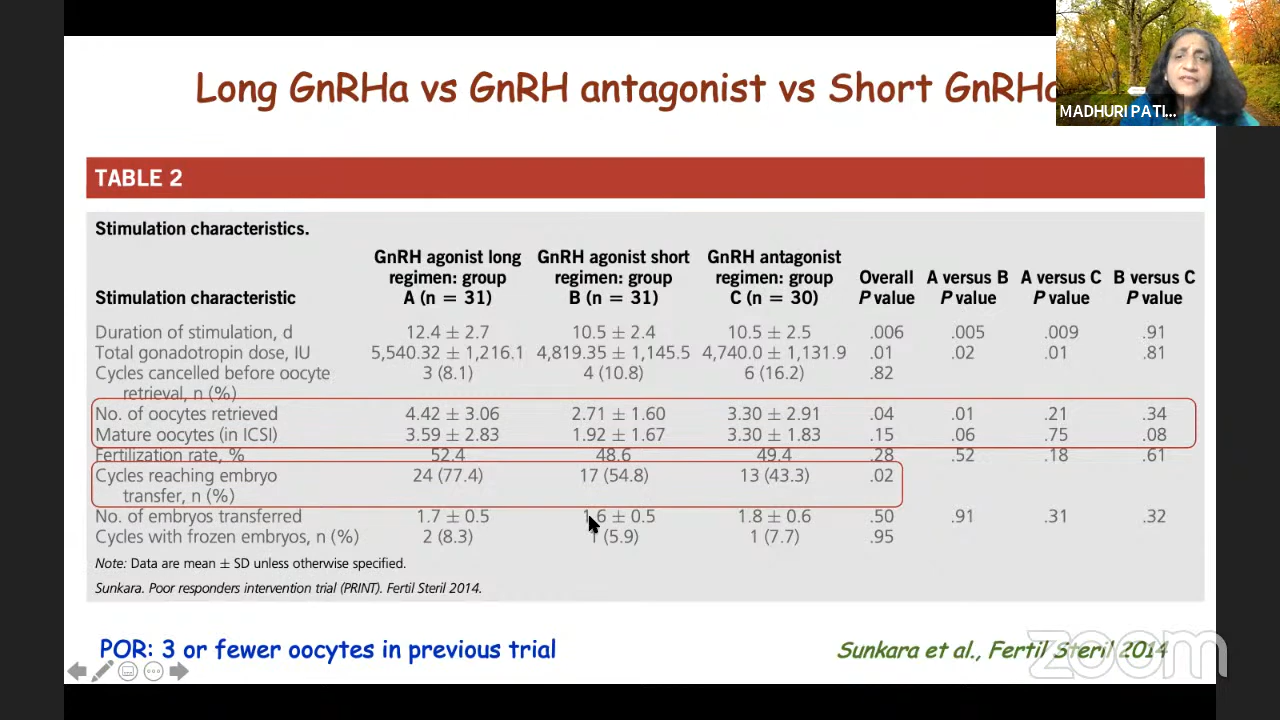 Long GnRHa vs GnRH antagonist vs Short GnRHa
MADHURI PATI...
TABLE 2
Stimulation characteristics.
Stimulation characteristic GnRH agonist long regimen: group A (n = 31) GnRH agonist short regimen: group B (n = 31) GnRH antagonist regimen: group C (n = 30) Overall P value A versus B P value A versus C P value B versus C P value
Duration of stimulation, d 12.4 ± 2.7 10.5 ± 2.4 10.5 ± 2.5 .006 .005 .009 .91
Total gonadotropin dose, IU 5,540.32 ± 1,216.1 4,819.35 ± 1,145.5 4,740.0 ± 1,131.9 .01 .02 .01 .81
Cycles cancelled before oocyte 3 (8.1) 4 (10.8) 6 (16.2) .82
retrieval, n (%)
No. of oocytes retrieved 4.42 ± 3.06 2.71 ± 1.60 3.30 ± 2.91 .04 .01 .21 .34
Mature oocytes (in ICSI) 3.59 ± 2.83 1.92 ± 1.67 3.30 ± 1.83 .15 .06 .75 .08
Fertilization rate, % 52.4 48.6 49.4 .28 .52 .18 .61
Cycles reaching embryo 24 (77.4) 17 (54.8) 13 (43.3) .02
transfer, n (%)
No. of embryos transferred 1.7 ± 0.5 1.6 ± 0.5 1.8 ± 0.6 .50 .91 .31 .32
Cycles with frozen embryos, n (%) 2 (8.3) 1 (5.9) 1 (7.7) .95
Note: Data are mean ± SD unless otherwise specified.
Sunkara. Poor responders intervention trial (PRINT). Fertil Steril 2014.
POR: 3 or fewer oocytes in previous trial
Sunkara et al., Fertil Steril 2014
zoom